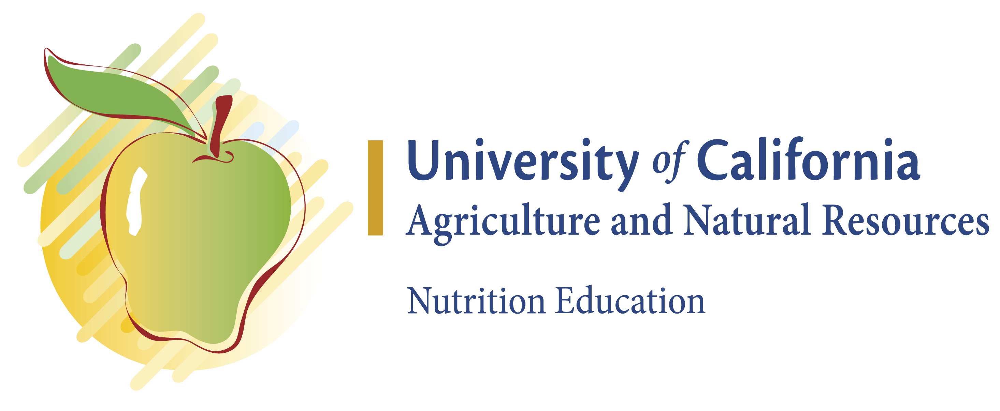 University of California
Agriculture and Natural Resources
Nutrition Education